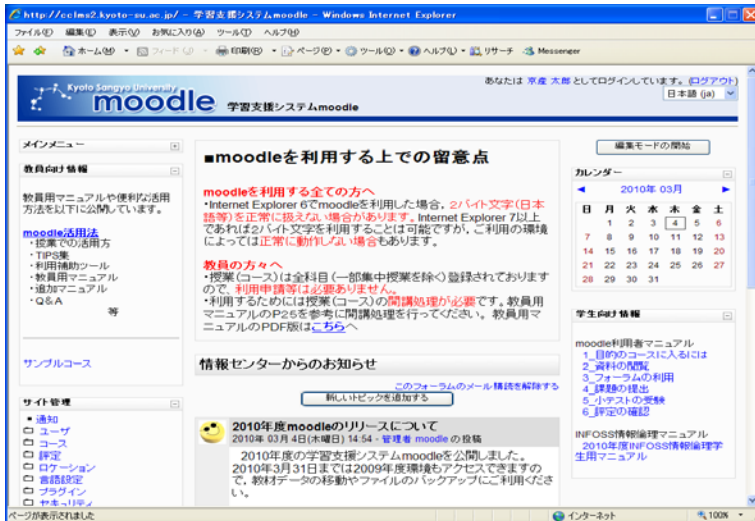 http://cclms2.kyoto-su.ac.jp/ - 学習支援システムmoodle - Windows Internet Explorer
ファイル(F) 編集(E) 表示(V) お気に入り(A) ツール(T) ヘルプ(H)
ホーム(M) フィード(J) 印刷(R) ページ(P) ツール(O) ヘルプ(L) リサーチ Messenger
Kyoto Sangyo University
moodle 学習支援システムmoodle
あなたは 京産 太郎 としてログインしています。(ログアウト)
日本語 (ja)
メインメニュー
教員向け情報
教員用マニュアルや便利な活用
方法を以下に公開しています。
moodle活用法
・授業での活用方
・TIPS集
・利用補助ツール
・教員用マニュアル
・追加マニュアル
・Q&A
等
サンプルコース
サイト管理
通知
ユーザ
コース
評定
ロケーション
言語設定
プラグイン
セキュリティ
■moodleを利用する上での留意点
moodleを利用する全ての方へ
・Internet Explorer 6でmoodleを利用した場合，2バイト文字(日本
語等)を正常に扱えない場合があります。Internet Explorer 7以上
であれば2バイト文字を利用することは可能ですが、ご利用の環境
によっては正常に動作しない場合もあります。
教員の方々へ
・授業(コース)は全科目(一部集中授業を除く)登録されております
ので、利用申請等は必要ありません。
・利用するためには授業(コース)の開講処理が必要です。教員用
マニュアルのP25を参考に開講処理を行ってください。教員用マ
ニュアルのPDF版はこちらへ
情報センターからのお知らせ
このフォーラムのメール購読を解除する
新しいトピックを追加する
2010年度moodleのリリースについて
2010年 03月 4日(木曜日) 14:54 - 管理者 moodle の投稿
2010年度の学習支援システムmoodleを公開しました。
2010年3月31日までは2009年度環境もアクセスできますの
で，教材データの移動やファイルのバックアップにご利用くださ
い。
編集モードの開始
カレンダー
2010年 03月
日 月 火 水 木 金 土
1 2 3 4 5 6
7 8 9 10 11 12 13
14 15 16 17 18 19 20
21 22 23 24 25 26 27
28 29 30 31
学生向け情報
moodle利用者マニュアル
1_目的のコースに入るには
2_資料の閲覧
3_フォーラムの利用
4_課題の提出
5_小テストの受験
6_評定の確認
INFOSS情報倫理マニュアル
2010年度INFOSS情報倫理学
生用マニュアル
ページが表示されました
インターネット
100%